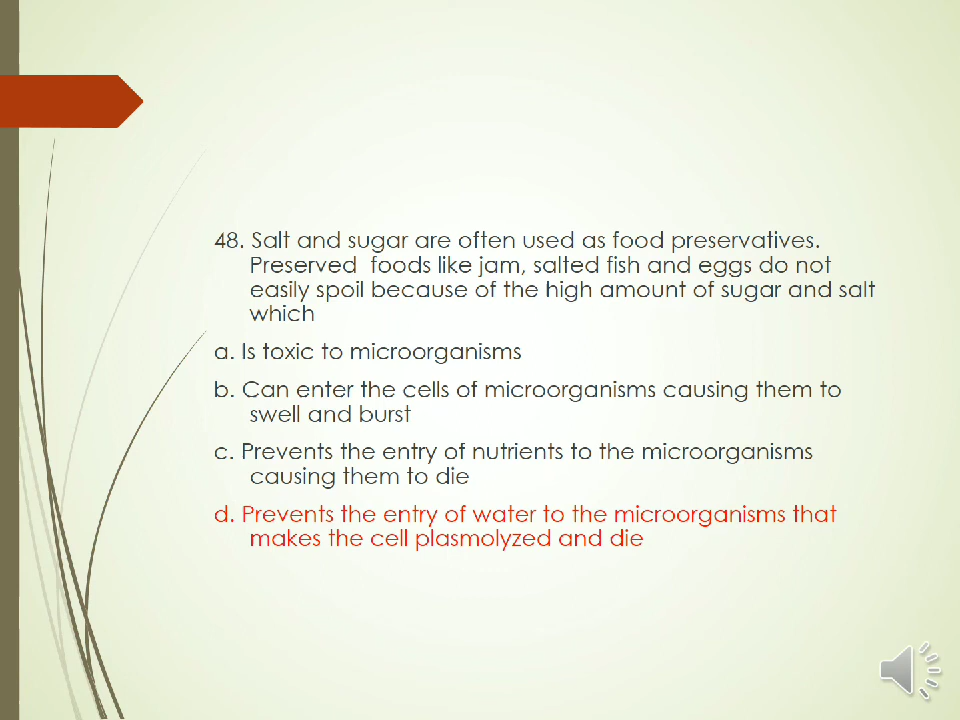 48. Salt and sugar are often used as food preservatives.
Preserved foods like jam, salted fish and eggs do not
easily spoil because of the high amount of sugar and salt
which
a. Is toxic to microorganisms
b. Can enter the cells of microorganisms causing them to
swell and burst
c. Prevents the entry of nutrients to the microorganisms
causing them to die
d. Prevents the entry of water to the microorganisms that
makes the cell plasmolyzed and die